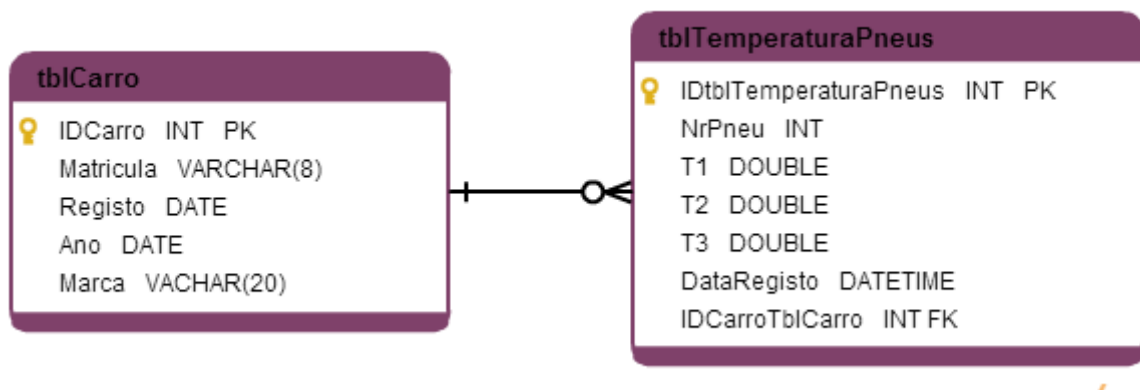 tblCarro
IDCarro INT PK
Matricula VARCHAR(8)
Registo DATE
Ano DATE
Marca VACHAR(20)
tblTemperaturaPneus
IDtblTemperaturaPneus INT PK
NrPneu INT
T1 DOUBLE
T2 DOUBLE
T3 DOUBLE
DataRegisto DATETIME
IDCarroTblCarro INT FK